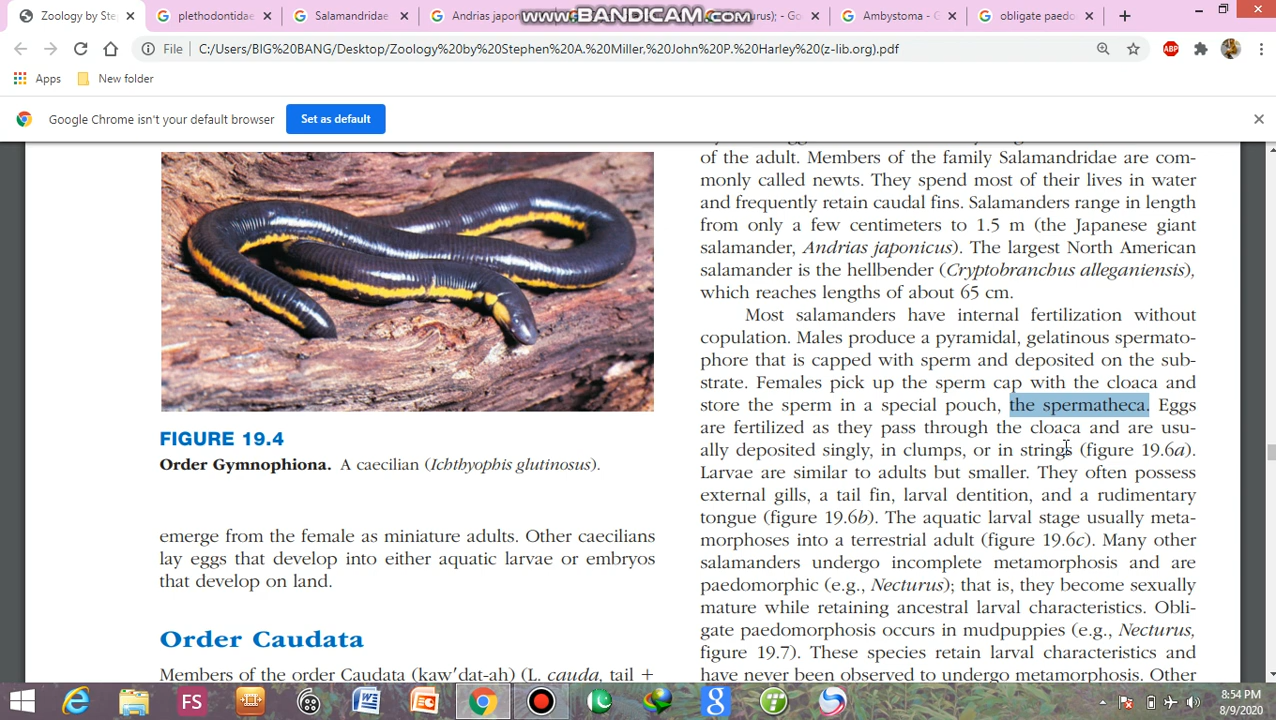 Zoology by Ste
plethodontidae
Salamandridae
Andrias japon
www.BANDICAM.com
urus); - Go
Ambystoma -
obligate paedo
File C:/Users/BIG%20BANG/Desktop/Zoology%20by%20Stephen%20A.%20Miller,%20John%20P.%20Harley%20(z-lib.org).pdf
ABP
Apps New folder
Google Chrome isn't your default browser Set as default
FIGURE 19.4
Order Gymnophiona. A caecilian (Ichthyophis glutinosus).
emerge from the female as miniature adults. Other caecilians
lay eggs that develop into either aquatic larvae or embryos
that develop on land.
Order Caudata
Members of the order Caudata (kaw′dat-ah) (L. cauda, tail +
of the adult. Members of the family Salamandridae are com-
monly called newts. They spend most of their lives in water
and frequently retain caudal fins. Salamanders range in length
from only a few centimeters to 1.5 m (the Japanese giant
salamander, Andrias japonicus). The largest North American
salamander is the hellbender (Cryptobranchus alleganiensis),
which reaches lengths of about 65 cm.
Most salamanders have internal fertilization without
copulation. Males produce a pyramidal, gelatinous spermato-
phore that is capped with sperm and deposited on the sub-
strate. Females pick up the sperm cap with the cloaca and
store the sperm in a special pouch, the spermatheca. Eggs
are fertilized as they pass through the cloaca and are usu-
ally deposited singly, in clumps, or in strings (figure 19.6a).
Larvae are similar to adults but smaller. They often possess
external gills, a tail fin, larval dentition, and a rudimentary
tongue (figure 19.6b). The aquatic larval stage usually meta-
morphoses into a terrestrial adult (figure 19.6c). Many other
salamanders undergo incomplete metamorphosis and are
paedomorphic (e.g., Necturus); that is, they become sexually
mature while retaining ancestral larval characteristics. Obli-
gate paedomorphosis occurs in mudpuppies (e.g., Necturus,
figure 19.7). These species retain larval characteristics and
have never been observed to undergo metamorphosis. Other
FS
8:54 PM
8/9/2020